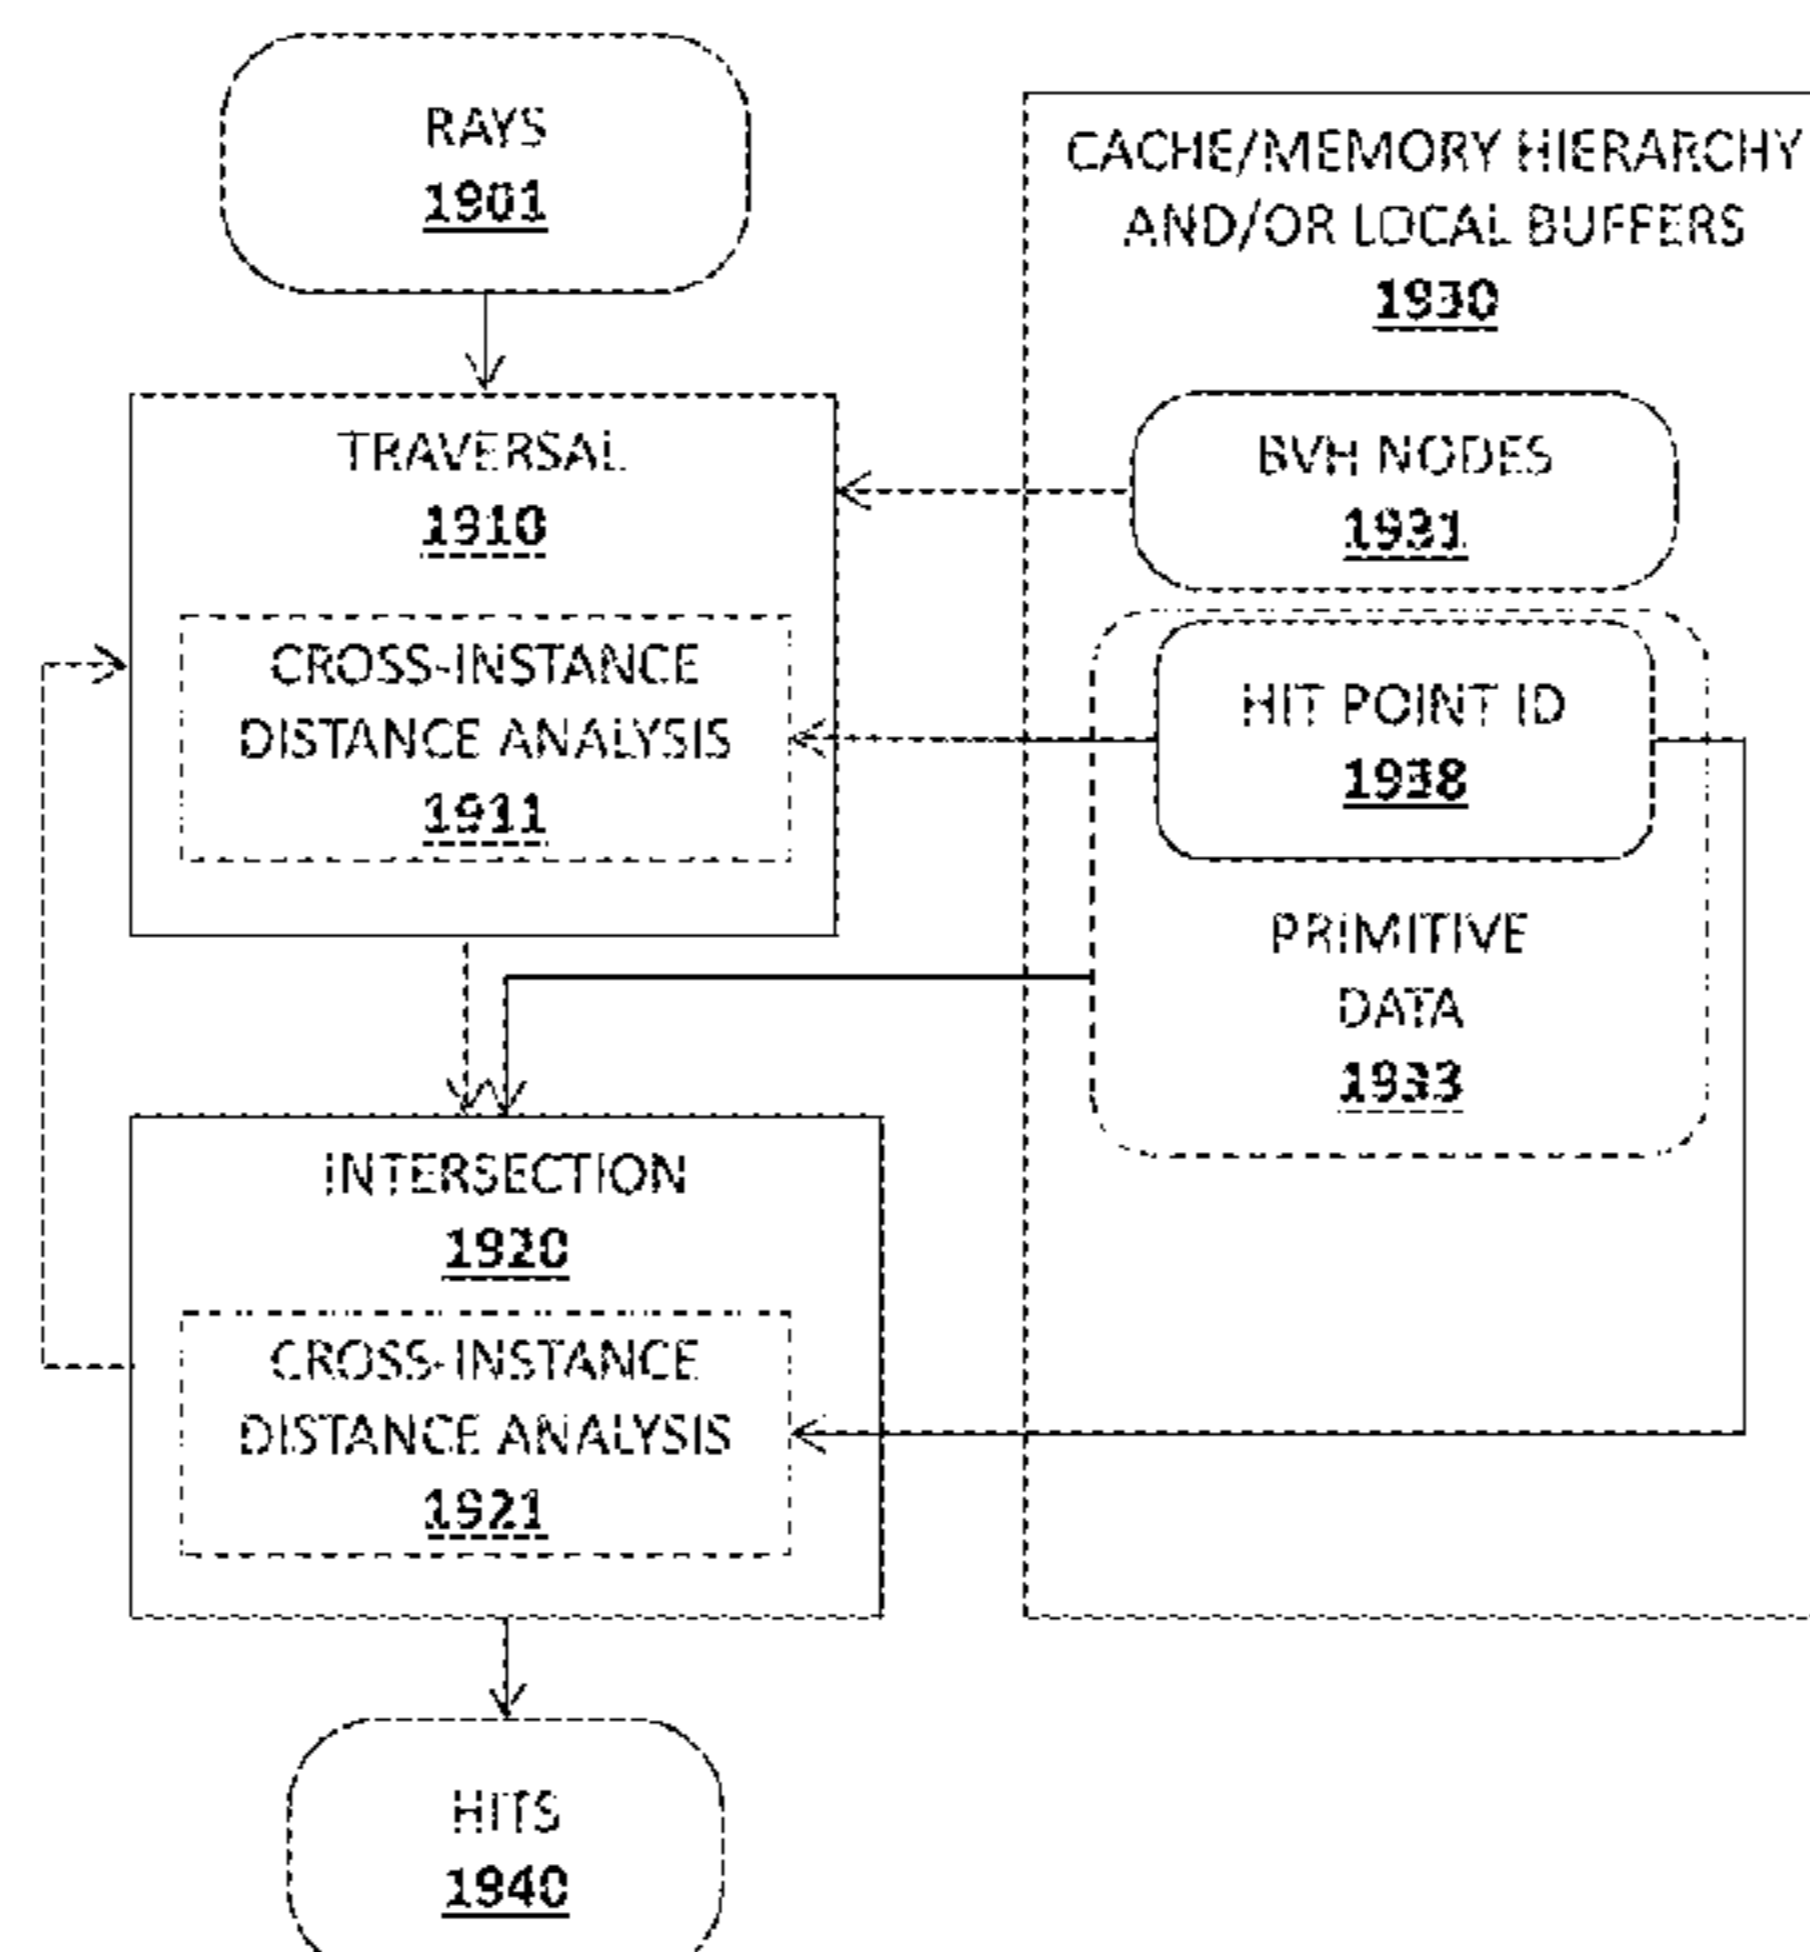 RAYS
1901
CACHE/MEMORY HIERARCHY
AND/OR LOCAL BUFFERS
1930
TRAVERSAL
1910
BVH NODES
1931
CROSS-INSTANCE
DISTANCE ANALYSIS
1911
HIT POINT ID
1938
PRIMITIVE
DATA
1933
INTERSECTION
1920
CROSS-INSTANCE
DISTANCE ANALYSIS
1921
HITS
1940